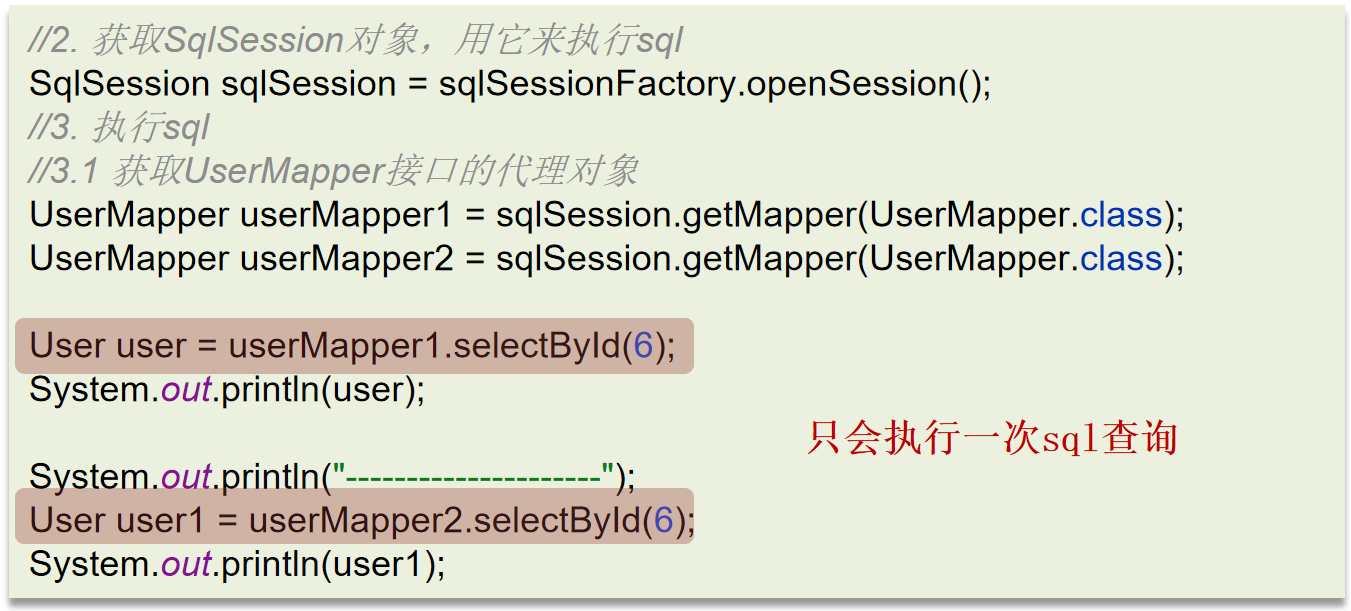 //2. 获取SqlSession对象，用它来执行sql
SqlSession sqlSession = sqlSessionFactory.openSession();
//3. 执行sql
//3.1 获取UserMapper接口的代理对象
UserMapper userMapper1 = sqlSession.getMapper(UserMapper.class);
UserMapper userMapper2 = sqlSession.getMapper(UserMapper.class);
User user = userMapper1.selectById(6);
System.out.println(user);
只会执行一次sql查询
System.out.println("---------------------");
User user1 = userMapper2.selectById(6);
System.out.println(user1);